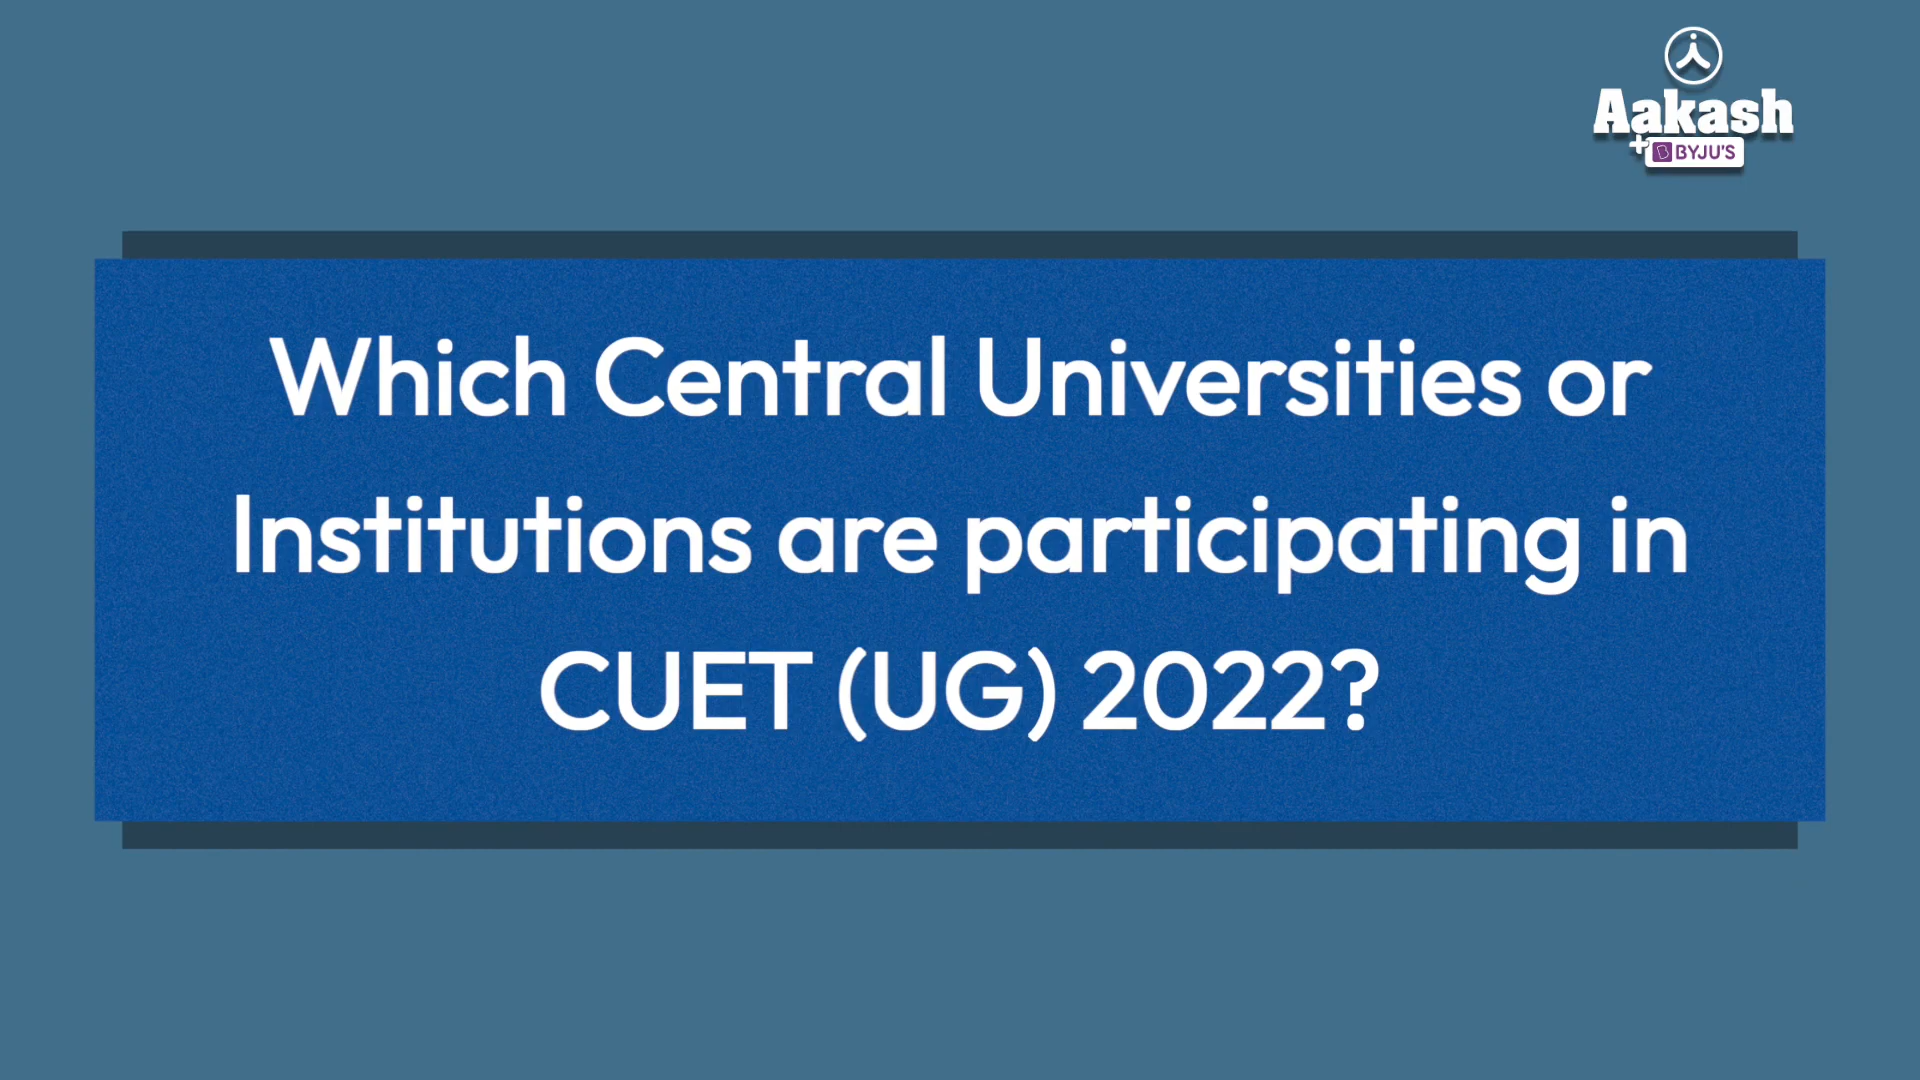 Aakash
+ BYJU'S
Which Central Universities or
Institutions are participating in
CUET (UG) 2022?